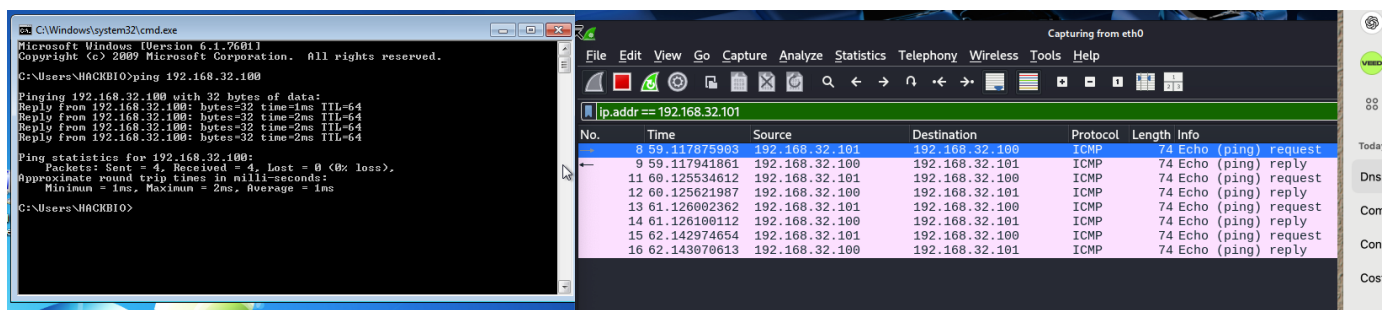 C:\Windows\system32\cmd.exe
Microsoft Windows [Version 6.1.7601]
Copyright (c) 2009 Microsoft Corporation.  All rights reserved.
C:\Users\HACKBIO>ping 192.168.32.100
Pinging 192.168.32.100 with 32 bytes of data:
Reply from 192.168.32.100: bytes=32 time=1ms TTL=64
Reply from 192.168.32.100: bytes=32 time=2ms TTL=64
Reply from 192.168.32.100: bytes=32 time=2ms TTL=64
Reply from 192.168.32.100: bytes=32 time=2ms TTL=64
Ping statistics for 192.168.32.100:
Packets: Sent = 4, Received = 4, Lost = 0 (0% loss),
Approximate round trip times in milli-seconds:
Minimum = 1ms, Maximum = 2ms, Average = 1ms
C:\Users\HACKBIO>
Capturing from eth0
File Edit View Go Capture Analyze Statistics Telephony Wireless Tools Help
ip.addr == 192.168.32.101
No. Time Source Destination Protocol Length Info
8 59.117875903 192.168.32.101 192.168.32.100 ICMP 74 Echo (ping) request
9 59.117941861 192.168.32.100 192.168.32.101 ICMP 74 Echo (ping) reply
11 60.125534612 192.168.32.101 192.168.32.100 ICMP 74 Echo (ping) request
12 60.125621987 192.168.32.100 192.168.32.101 ICMP 74 Echo (ping) reply
13 61.126002362 192.168.32.101 192.168.32.100 ICMP 74 Echo (ping) request
14 61.126100112 192.168.32.100 192.168.32.101 ICMP 74 Echo (ping) reply
15 62.142974654 192.168.32.101 192.168.32.100 ICMP 74 Echo (ping) request
16 62.143070613 192.168.32.100 192.168.32.101 ICMP 74 Echo (ping) reply
VEED
Today
Dns
Com
Con
Cos